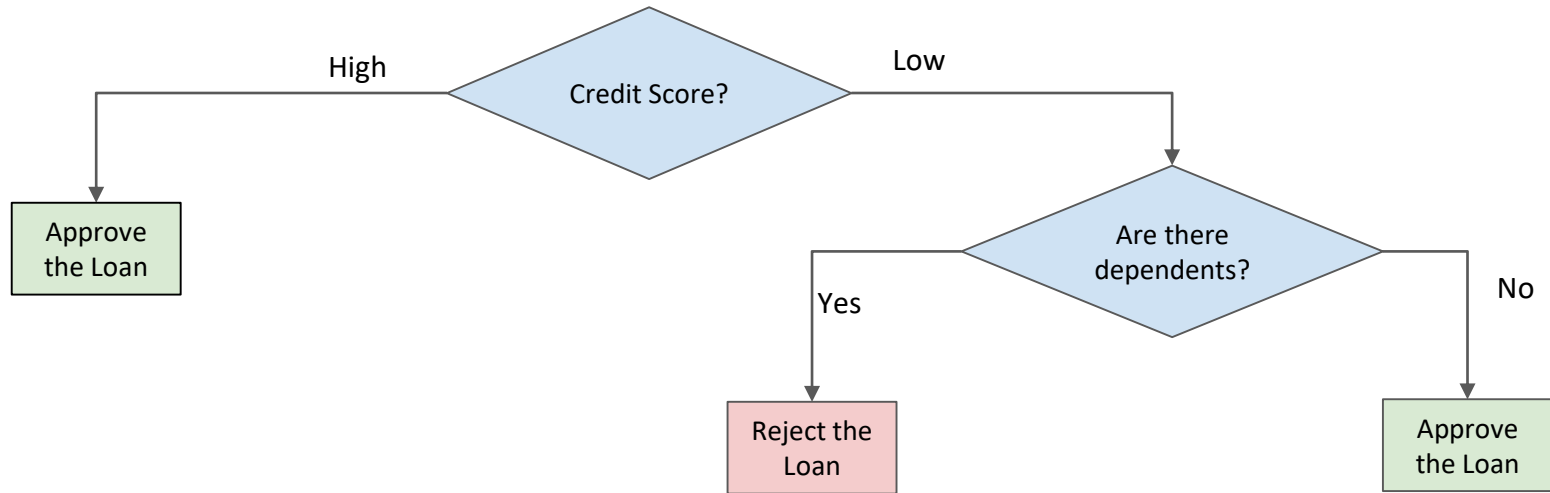 High
Credit Score?
Low
Approve
the Loan
Are there
dependents?
Yes
No
Reject the
Loan
Approve
the Loan